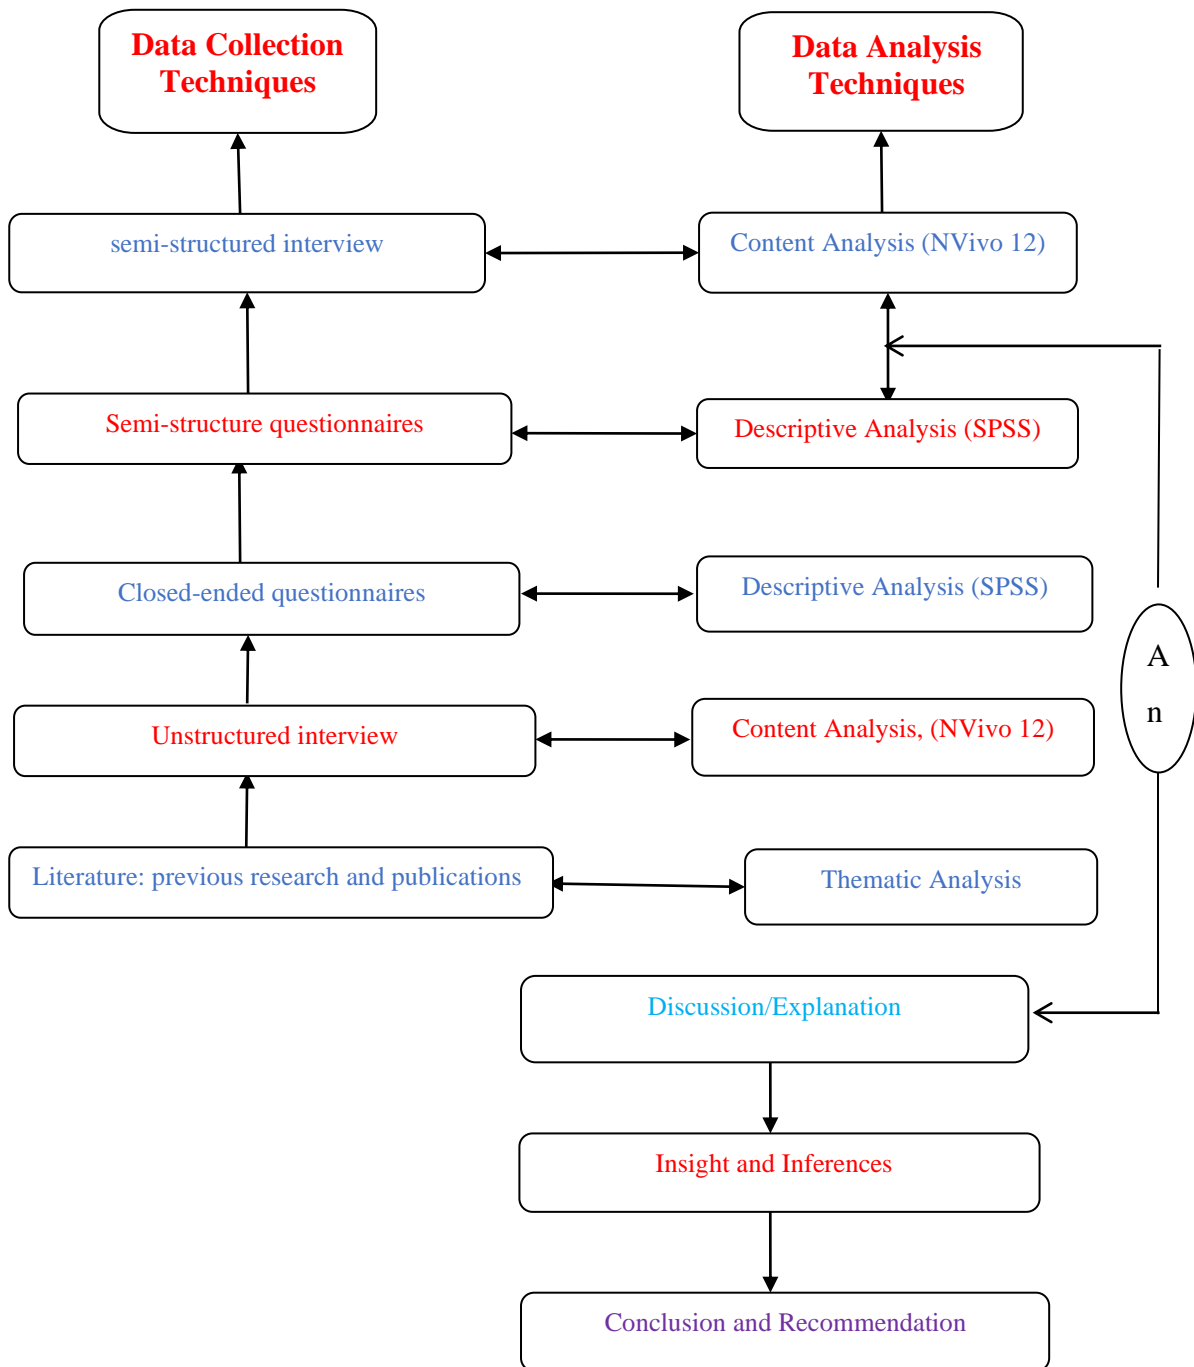 Data Collection
Techniques
Data Analysis
Techniques
semi-structured interview
Content Analysis (NVivo 12)
Semi-structure questionnaires
Descriptive Analysis (SPSS)
Closed-ended questionnaires
Descriptive Analysis (SPSS)
A
n
Unstructured interview
Content Analysis, (NVivo 12)
Literature: previous research and publications
Thematic Analysis
Discussion/Explanation
Insight and Inferences
Conclusion and Recommendation